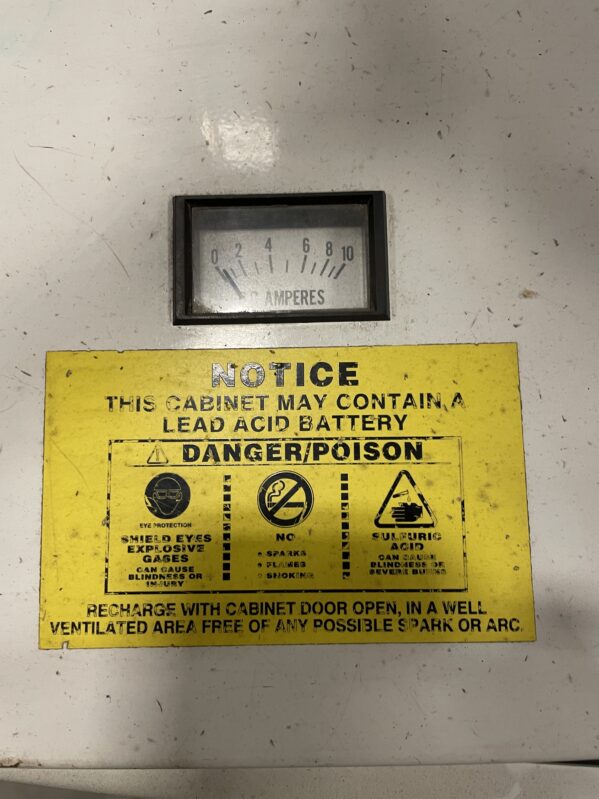 0 2 4 6 8 10
C AMPERES
NOTICE
THIS CABINET MAY CONTAIN A
LEAD ACID BATTERY
DANGER/POISON
EYE PROTECTION
SHIELD EYES
EXPLOSIVE
GASES
CAN CAUSE
BLINDNESS OR
INJURY
NO
SPARKS
FLAMES
SMOKING
SULFURIC
ACID
CAN CAUSE
BLINDNESS OR
SEVERE BURNS
RECHARGE WITH CABINET DOOR OPEN, IN A WELL
VENTILATED AREA FREE OF ANY POSSIBLE SPARK OR ARC.